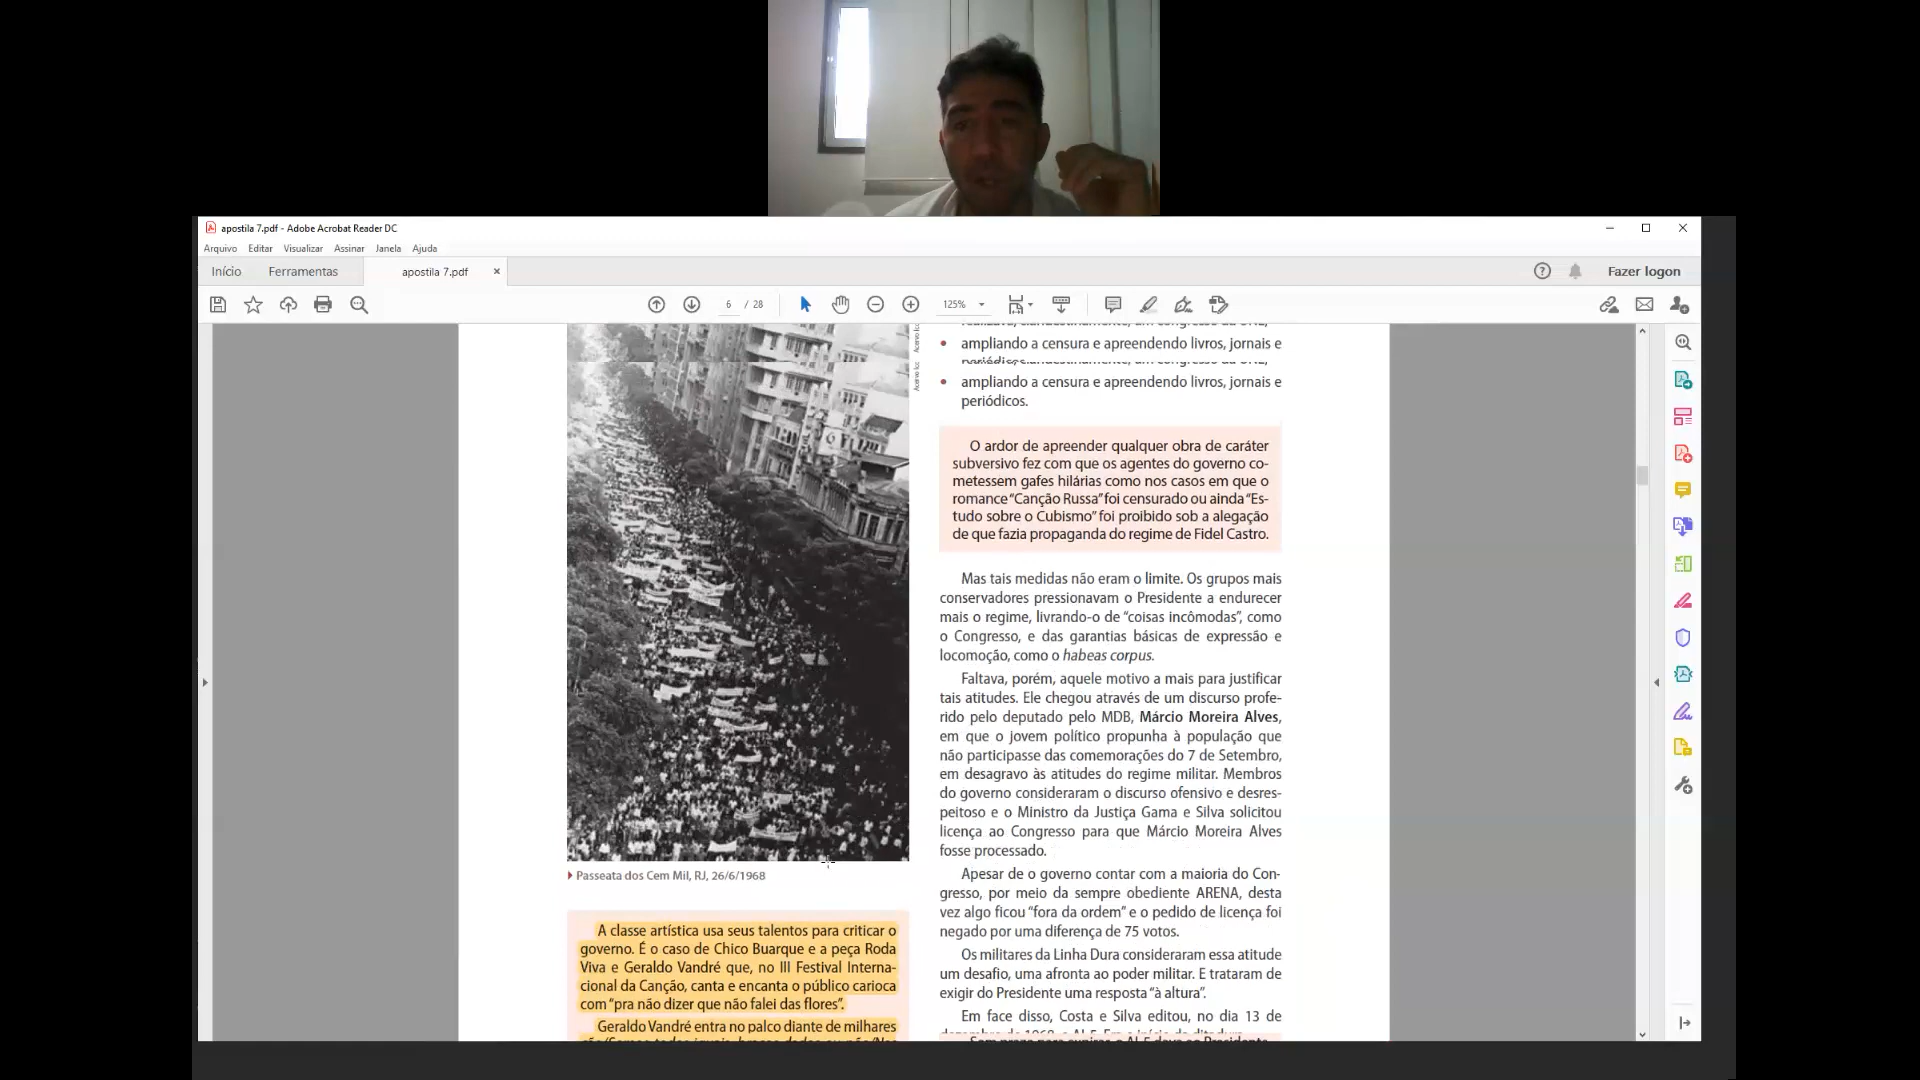 apostila 7.pdf - Adobe Acrobat Reader DC
Arquivo Editar Visualizar Assinar Janela Ajuda
Início Ferramentas apostila 7.pdf × Fazer logon
6 / 28 125%
Acervo Icc
Acervo Icc
Passeata dos Cem Mil, RJ, 26/6/1968
A classe artística usa seus talentos para criticar o
governo. É o caso de Chico Buarque e a peça Roda
Viva e Geraldo Vandré que, no III Festival Interna-
cional da Canção, canta e encanta o público carioca
com “pra não dizer que não falei das flores”.
Geraldo Vandré entra no palco diante de milhares
ampliando a censura e apreendendo livros, jornais e
ampliando a censura e apreendendo livros, jornais e
periódicos.
O ardor de apreender qualquer obra de caráter
subversivo fez com que os agentes do governo co-
metessem gafes hilárias como nos casos em que o
romance “Canção Russa” foi censurado ou ainda “Es-
tudo sobre o Cubismo” foi proibido sob a alegação
de que fazia propaganda do regime de Fidel Castro.
Mas tais medidas não eram o limite. Os grupos mais
conservadores pressionavam o Presidente a endurecer
mais o regime, livrando-o de “coisas incômodas”, como
o Congresso, e das garantias básicas de expressão e
locomoção, como o habeas corpus.
Faltava, porém, aquele motivo a mais para justificar
tais atitudes. Ele chegou através de um discurso profe-
rido pelo deputado pelo MDB, Márcio Moreira Alves,
em que o jovem político propunha à população que
não participasse das comemorações do 7 de Setembro,
em desagravo às atitudes do regime militar. Membros
do governo consideraram o discurso ofensivo e desres-
peitoso e o Ministro da Justiça Gama e Silva solicitou
licença ao Congresso para que Márcio Moreira Alves
fosse processado.
Apesar de o governo contar com a maioria do Con-
gresso, por meio da sempre obediente ARENA, desta
vez algo ficou “fora da ordem” e o pedido de licença foi
negado por uma diferença de 75 votos.
Os militares da Linha Dura consideraram essa atitude
um desafio, uma afronta ao poder militar. E trataram de
exigir do Presidente uma resposta “à altura”.
Em face disso, Costa e Silva editou, no dia 13 de